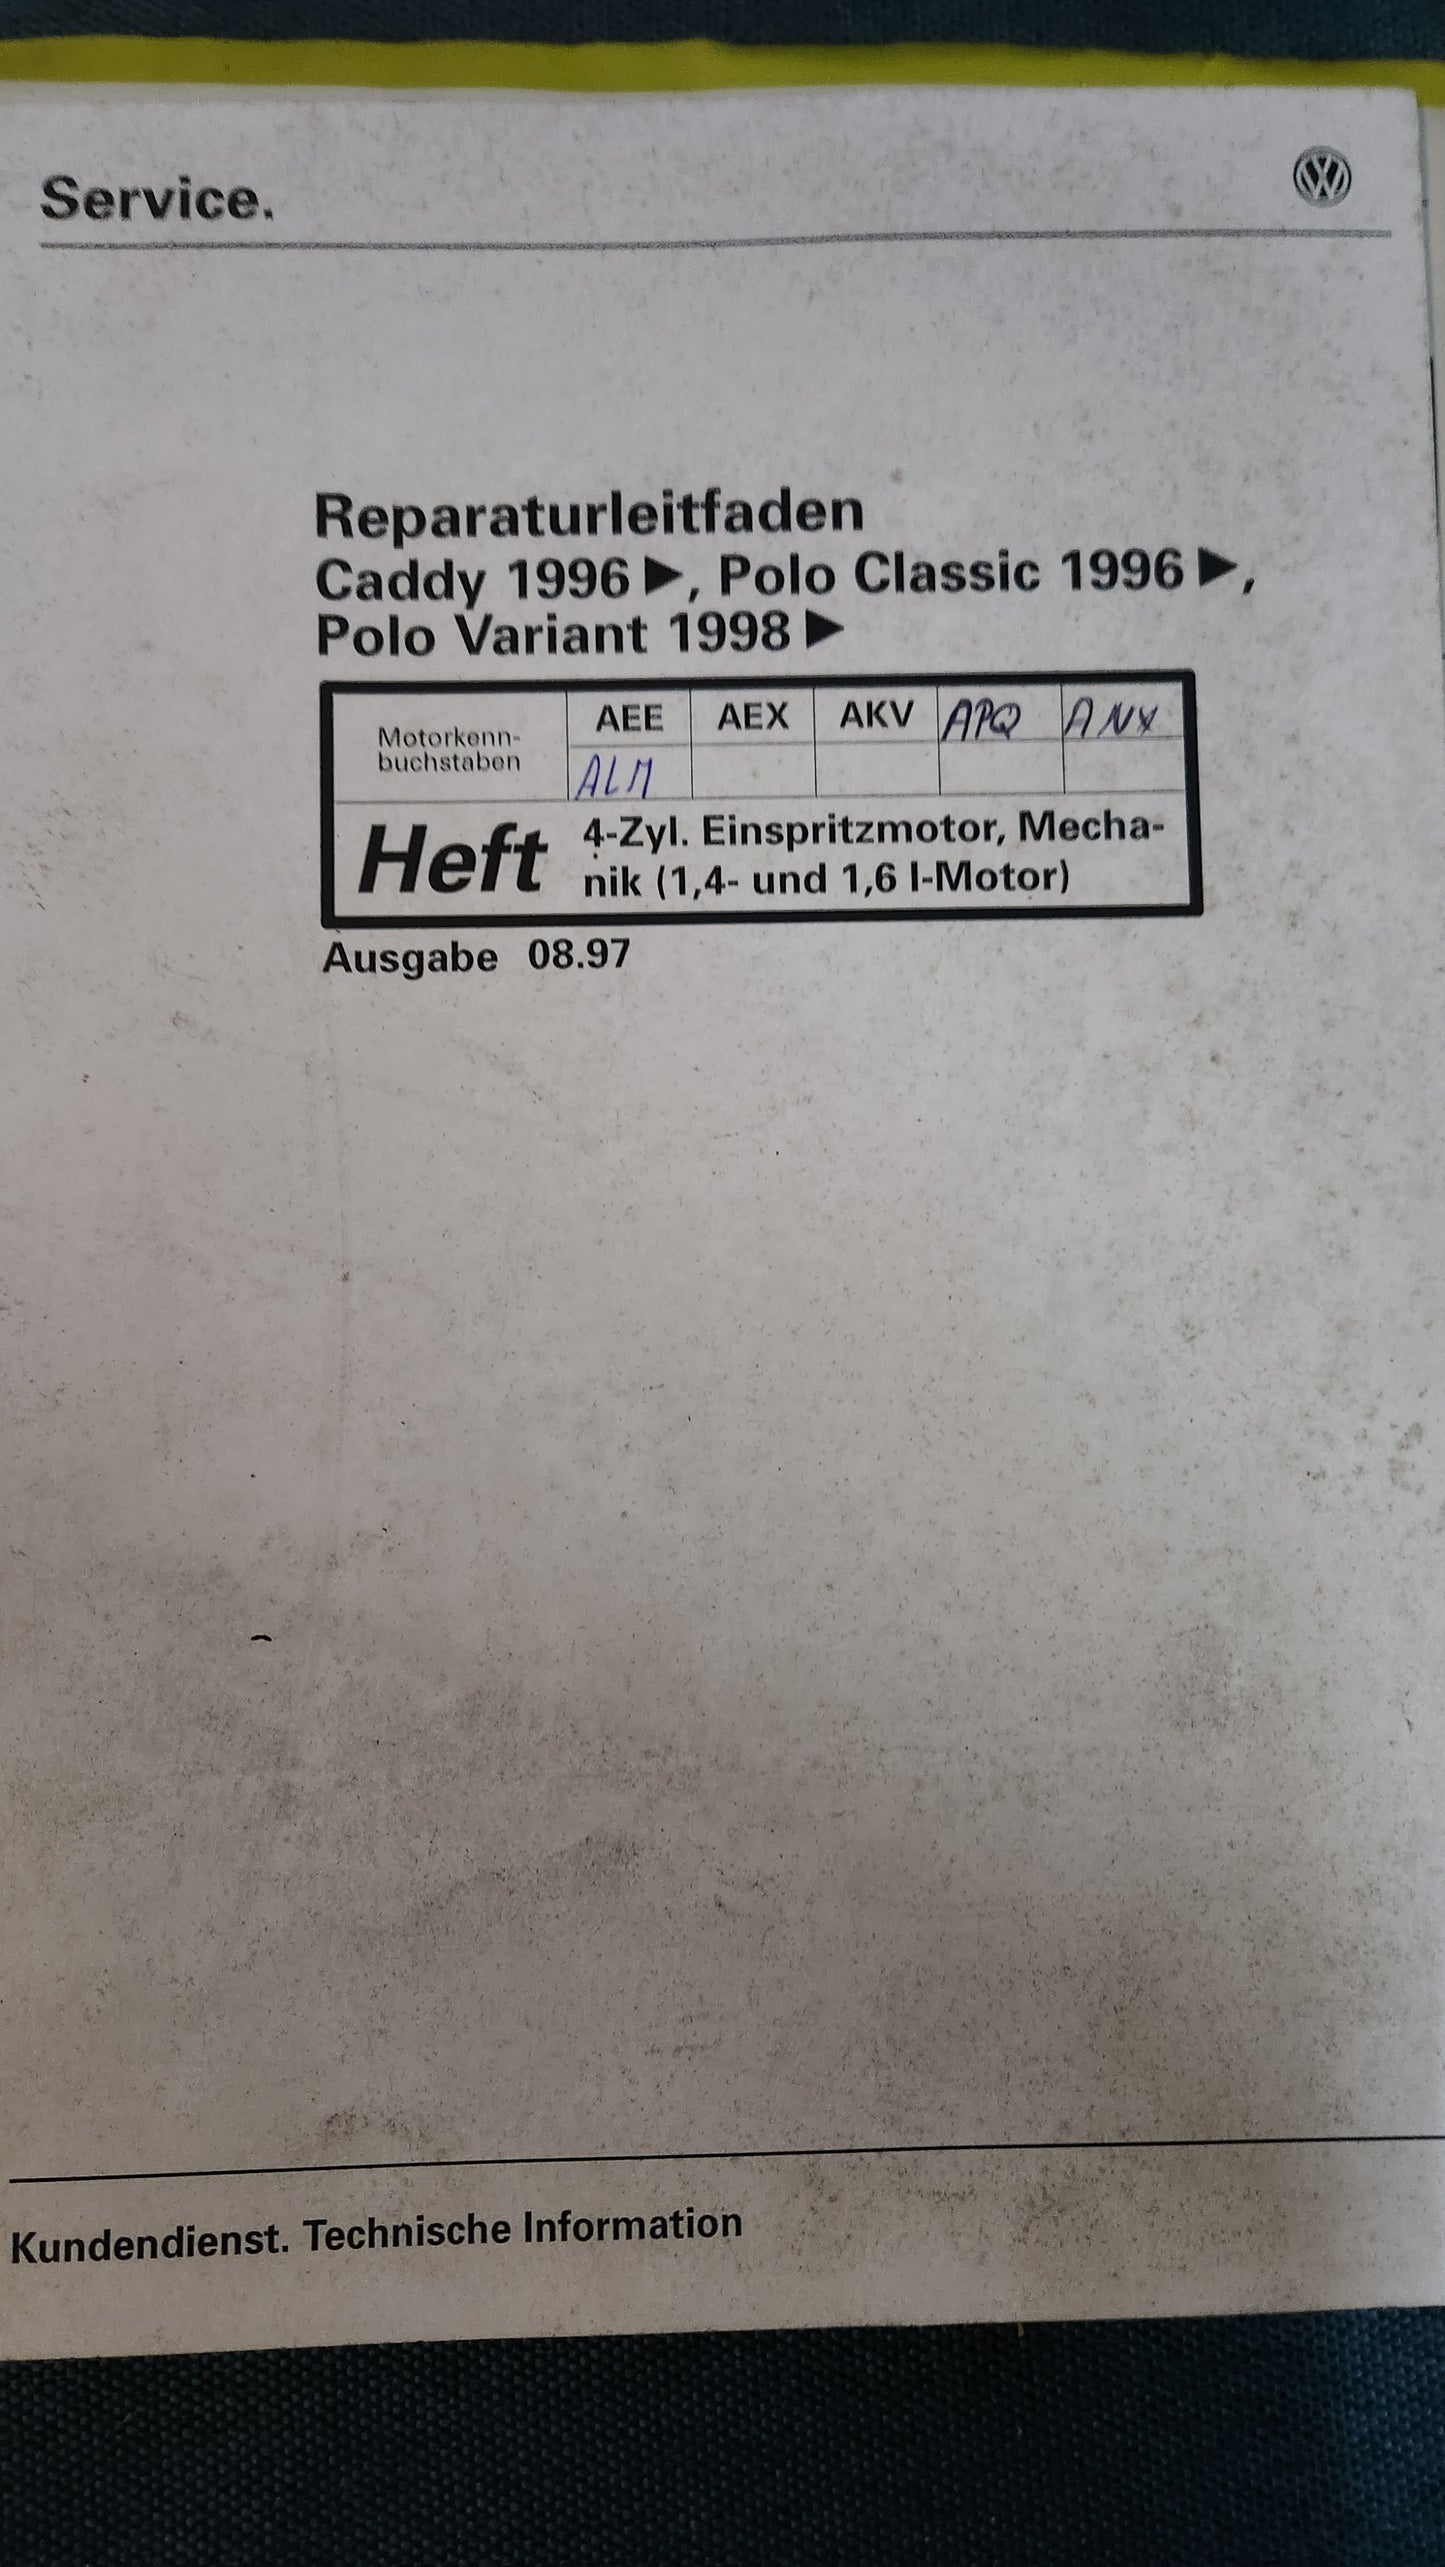 Service.
Reparaturleitfaden
Caddy 1996 ▶, Polo Classic 1996 ▶,
Polo Variant 1998 ▶
Motorkenn-
buchstaben
AEE AEX AKV APQ ANX
ALM
Heft
4-Zyl. Einspritzmotor, Mecha-
nik (1,4- und 1,6 l-Motor)
Ausgabe 08.97
Kundendienst. Technische Information